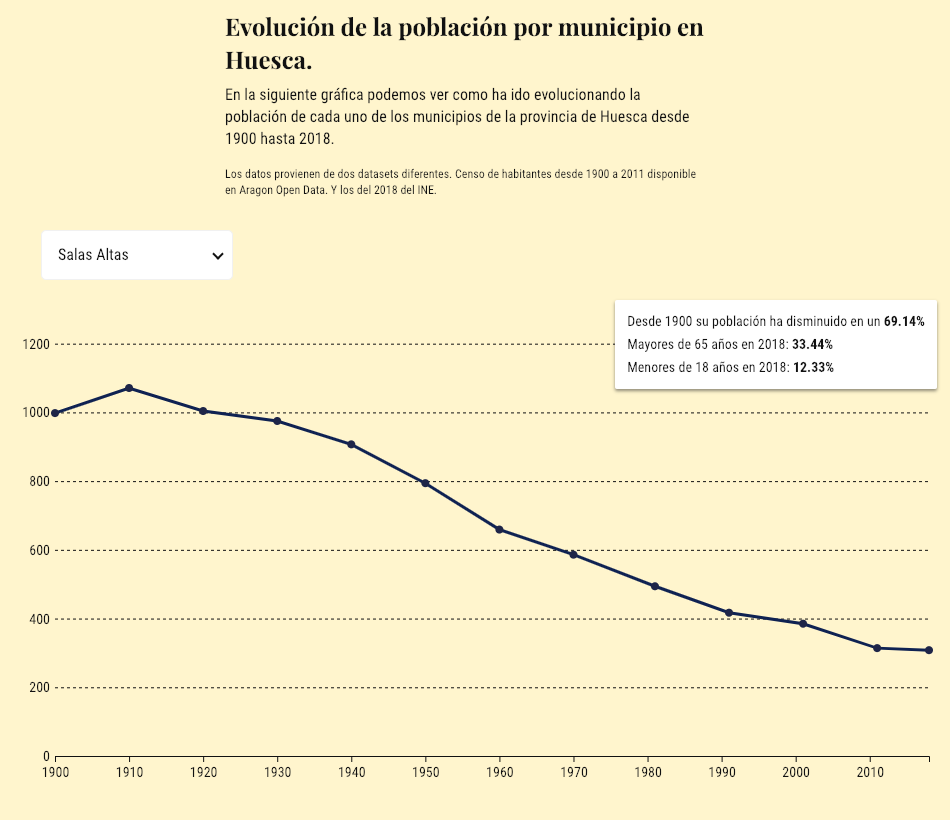 Evolución de la población por municipio en
Huesca.
En la siguiente gráfica podemos ver como ha ido evolucionando la
población de cada uno de los municipios de la provincia de Huesca desde
1900 hasta 2018.
Los datos provienen de dos datasets diferentes. Censo de habitantes desde 1900 a 2011 disponible
en Aragon Open Data. Y los del 2018 del INE.
Salas Altas
Desde 1900 su población ha disminuido en un 69.14%
Mayores de 65 años en 2018: 33.44%
Menores de 18 años en 2018: 12.33%
1200
1000
800
600
400
200
0
1900 1910 1920 1930 1940 1950 1960 1970 1980 1990 2000 2010